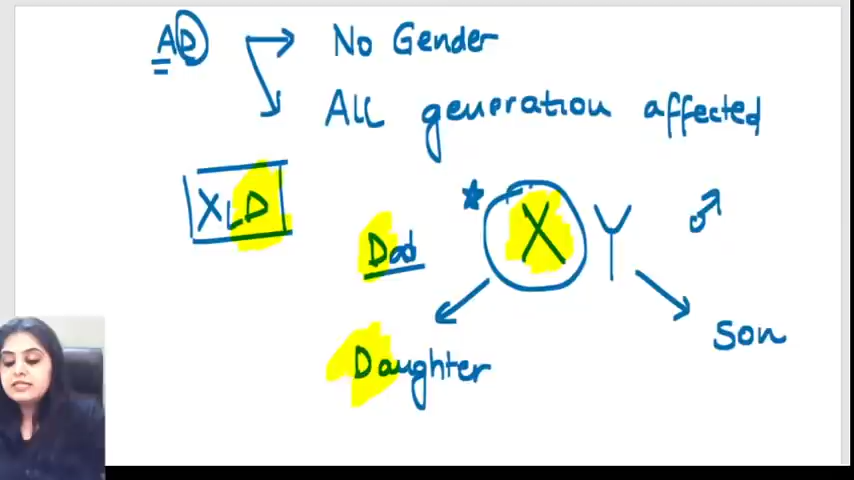 AD → No Gender
All generation affected
XLD
Dad X Y ♂
Daughter
Son